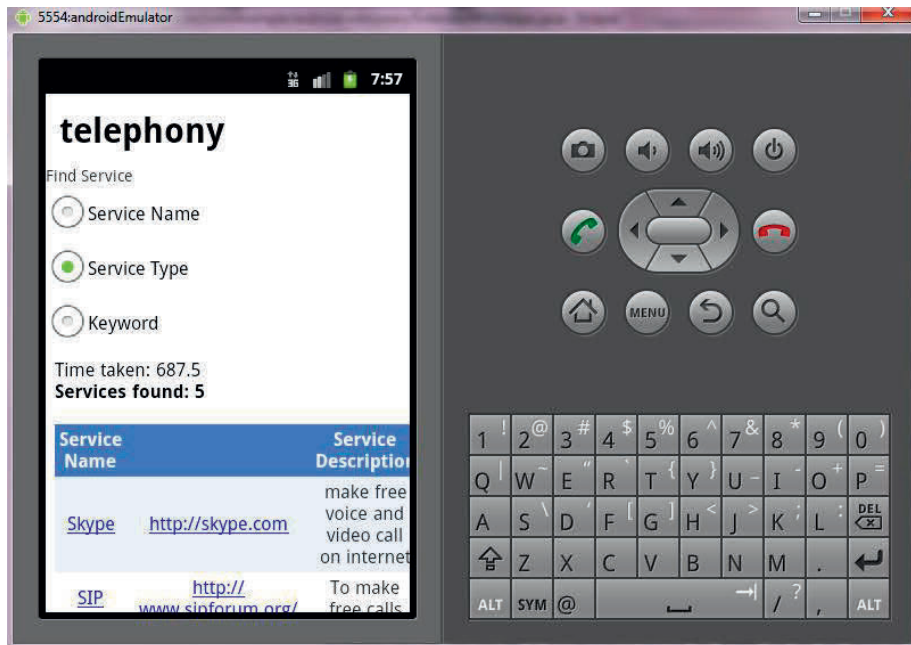 5554:androidEmulator
3G 7:57
telephony
Find Service
Service Name
Service Type
Keyword
Time taken: 687.5
Services found: 5
Service Name
Service Description
Skype
http://skype.com
make free
voice and
video call
on internet
SIP
http://
www.sipforum.org/
To make
free calls
MENU
1 ! 2 @ 3 # 4 $ 5 % 6 ^ 7 & 8 * 9 ( 0 )
Q | W ~ E " R ` T { Y } U _ I - O + P =
A S \ D ' F [ G ] H < J > K ; L : DEL
Z X C V B N M .
ALT SYM @ / ? , ALT